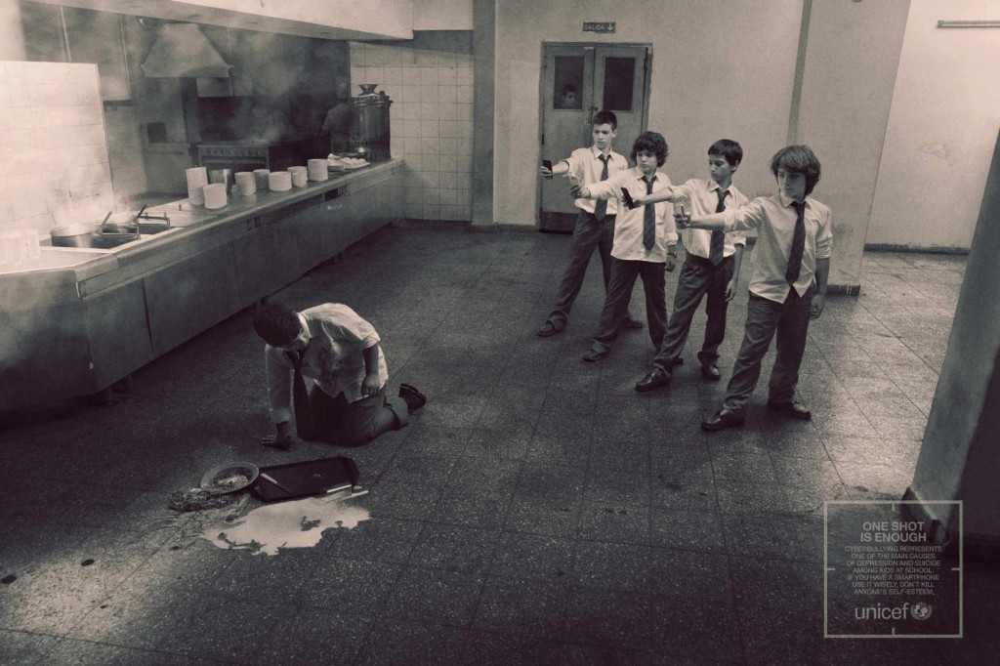 SALIDA
ONE SHOT
IS ENOUGH
CYBERBULLYING REPRESENTS
ONE OF THE MAIN CAUSES
OF DEPRESSION AND SUICIDE
AMONG KIDS AT SCHOOL.
IF YOU HAVE A SMARTPHONE
USE IT WISELY. DON'T KILL
ANYONE'S SELF-ESTEEM.
unicef